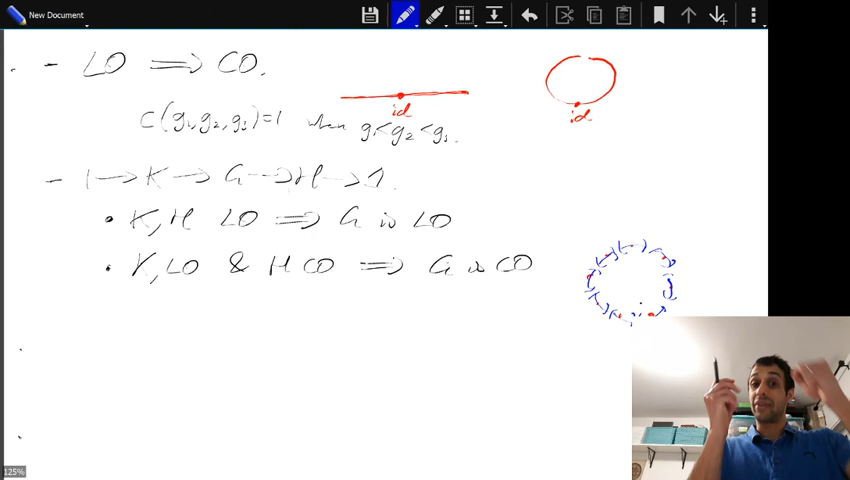 New Document
- LO ⟹ CO.
id
id
c(g1,g2,g3)=1 when g1<g2<g3.
- 1→K→G→H→1.
• K,H LO ⟹ G is LO
• K,LO & H CO ⟹ G is CO
125%